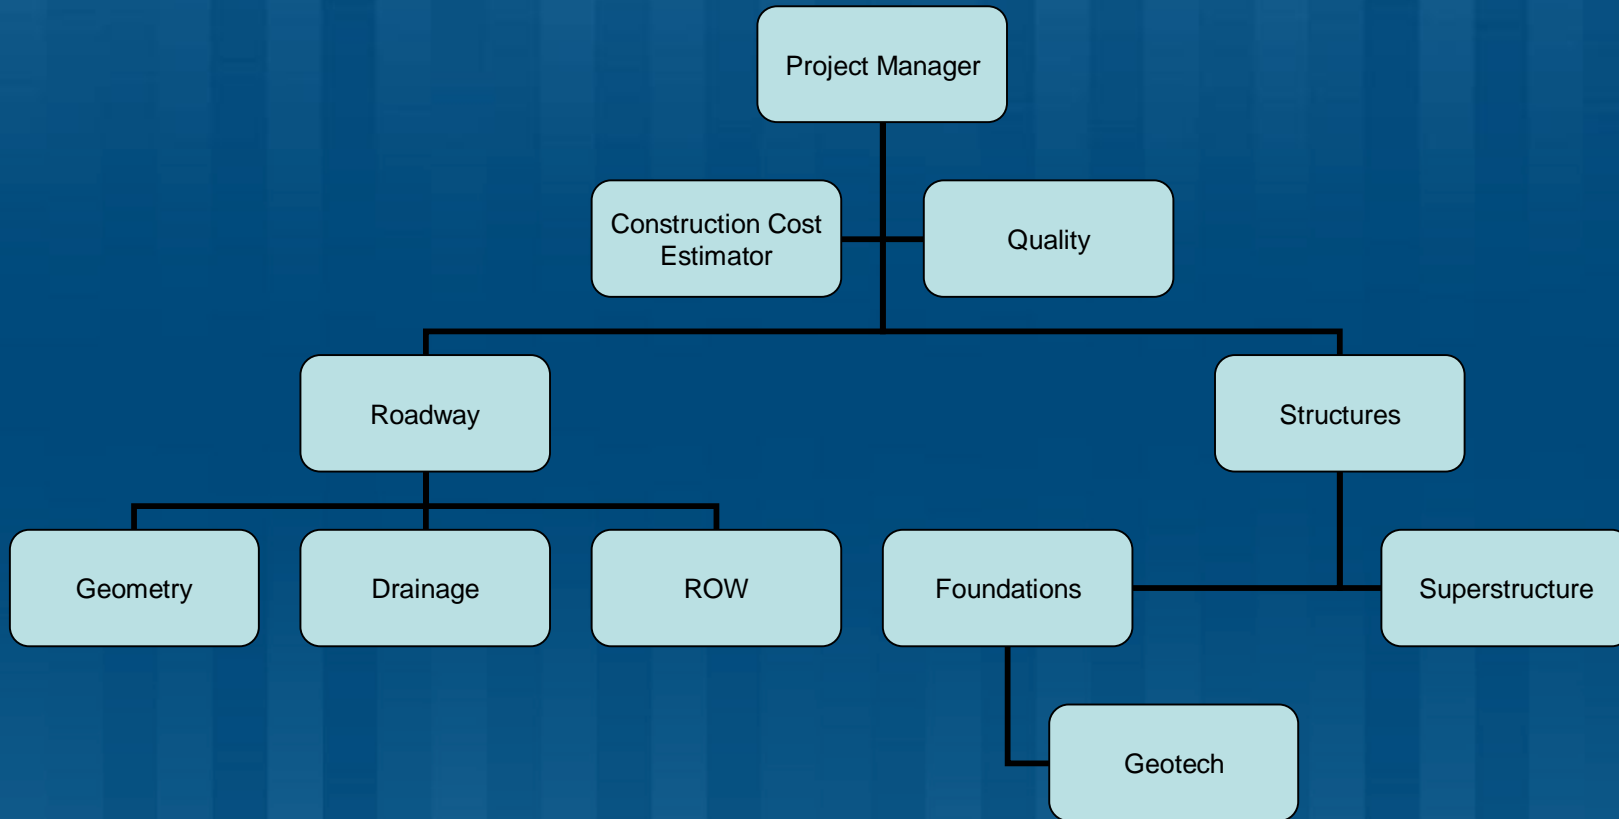 Project Manager
Construction Cost
Estimator
Quality
Roadway
Structures
Geometry
Drainage
ROW
Foundations
Superstructure
Geotech